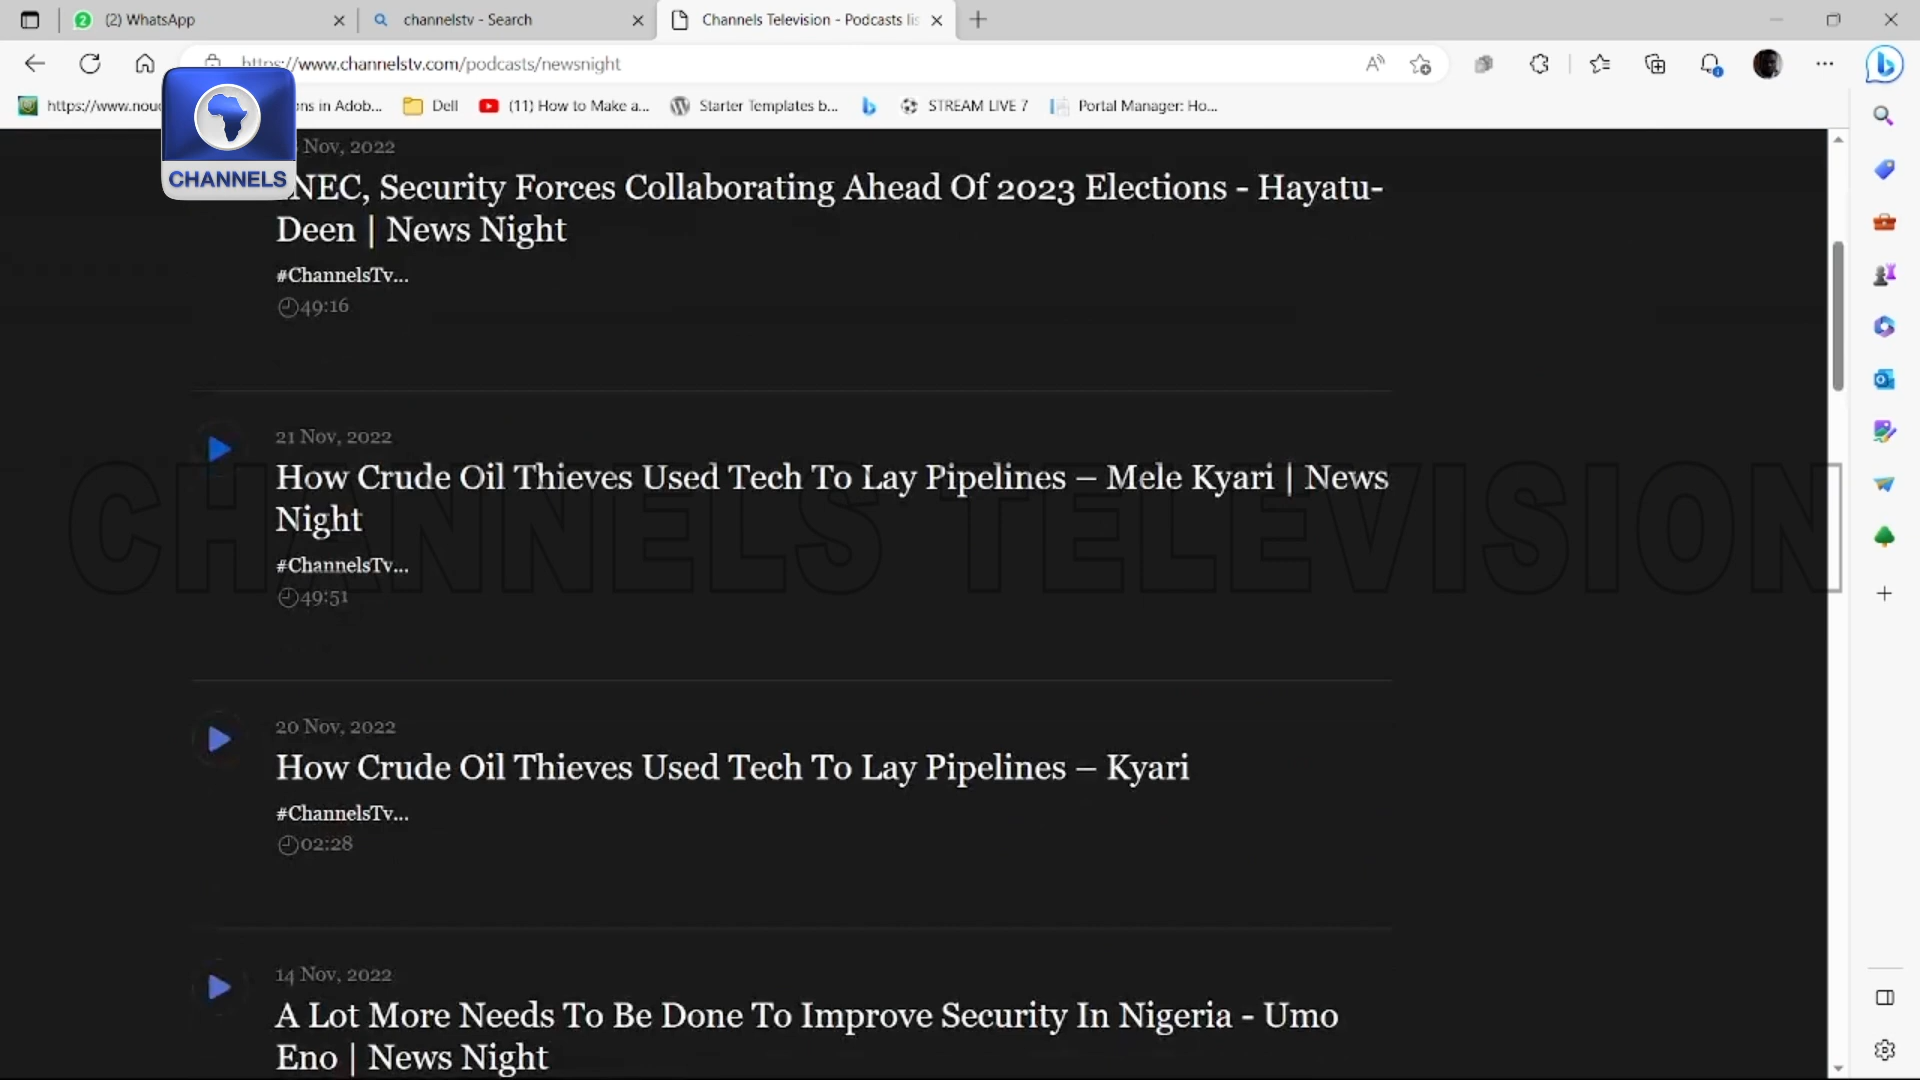 (2) WhatsApp
channelstv - Search
Channels Television - Podcasts lis
https://www.channelstv.com/podcasts/newsnight
https://www.nouc
ns in Adob...
Dell
(11) How to Make a...
Starter Templates b...
STREAM LIVE 7
Portal Manager: Ho...
CHANNELS
Nov, 2022
NEC, Security Forces Collaborating Ahead Of 2023 Elections - Hayatu-
Deen | News Night
#ChannelsTv...
49:16
21 Nov, 2022
How Crude Oil Thieves Used Tech To Lay Pipelines – Mele Kyari | News
Night
#ChannelsTv...
49:51
CHANNELS TELEVISION
20 Nov, 2022
How Crude Oil Thieves Used Tech To Lay Pipelines – Kyari
#ChannelsTv...
02:28
14 Nov, 2022
A Lot More Needs To Be Done To Improve Security In Nigeria - Umo
Eno | News Night